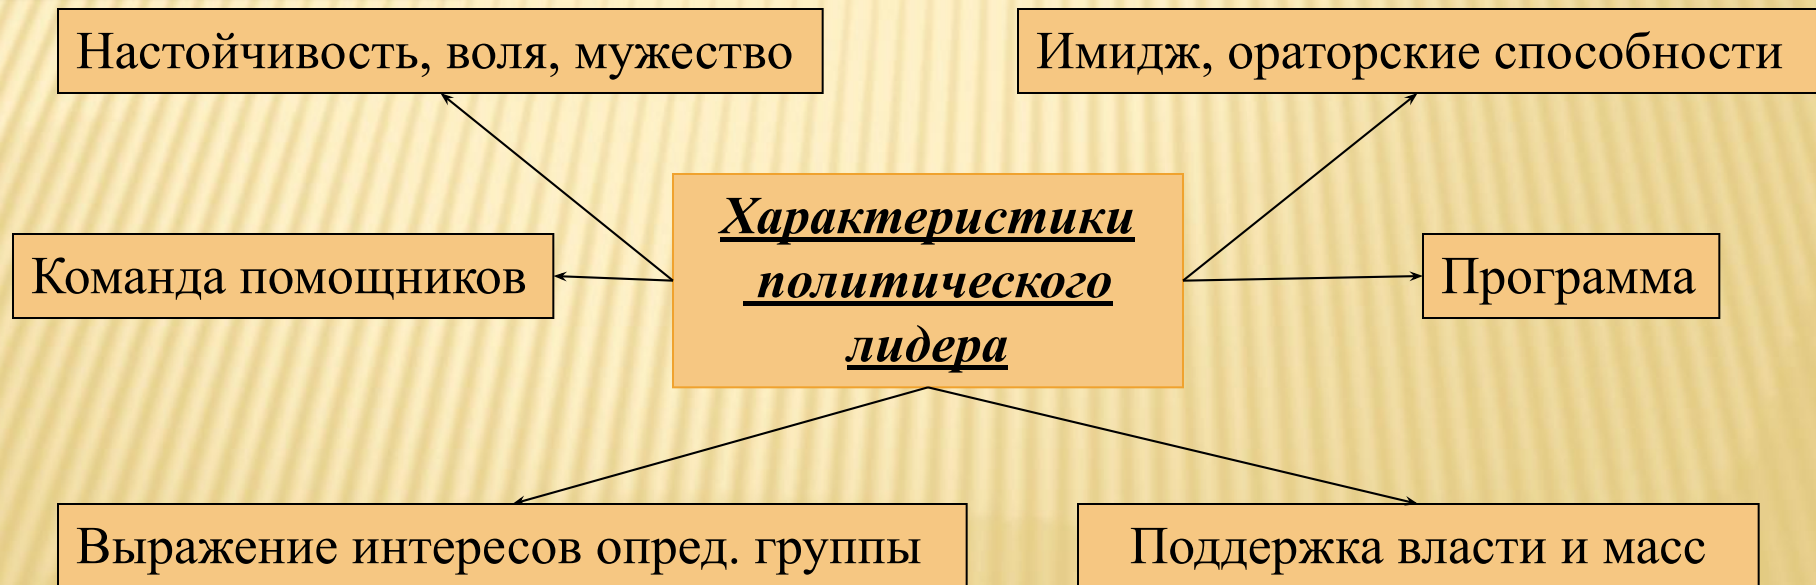 Настойчивость, воля, мужество
Имидж, ораторские способности
Характеристики
политического
лидера
Команда помощников
Программа
Выражение интересов опред. группы
Поддержка власти и масс